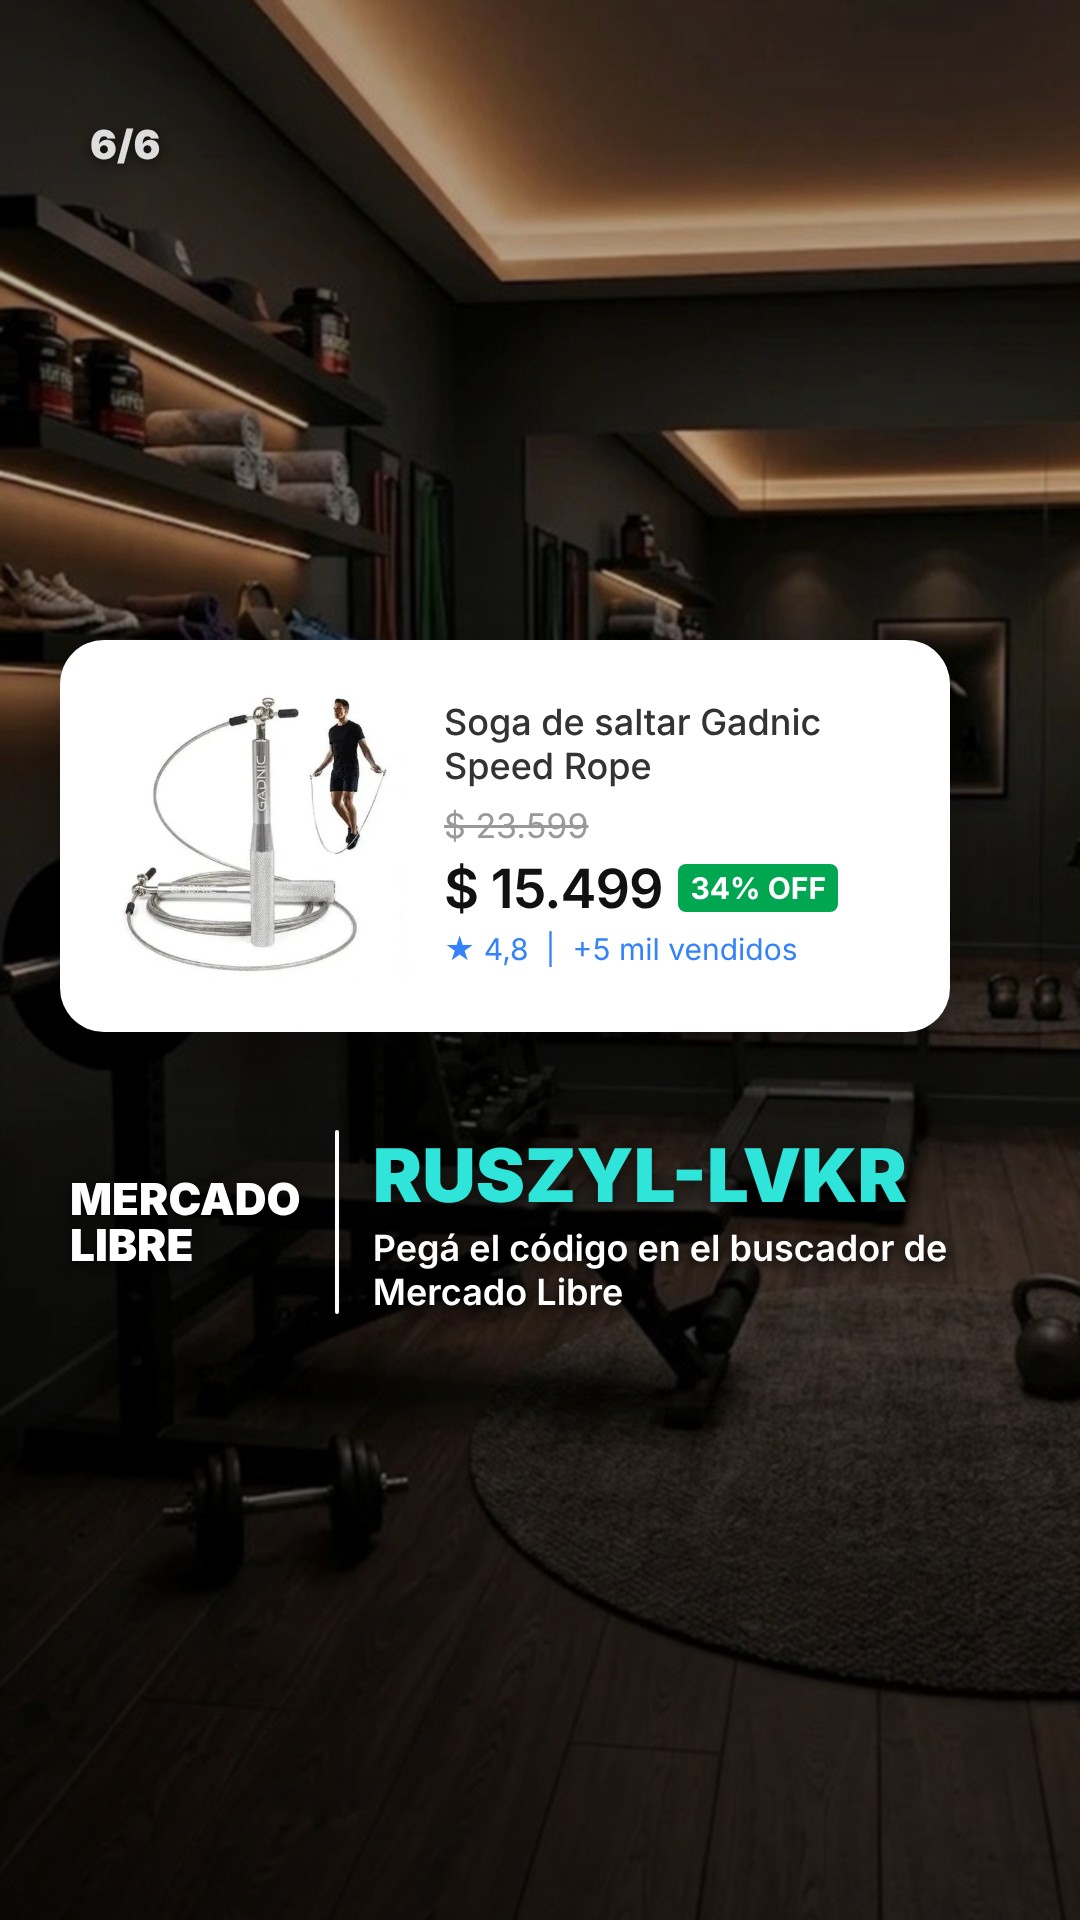 6/6
GADNIC
Soga de saltar Gadnic
Speed Rope
$ 23.599
$ 15.499 34% OFF
★ 4,8 | +5 mil vendidos
MERCADO
LIBRE
RUSZYL-LVKR
Pegá el código en el buscador de
Mercado Libre